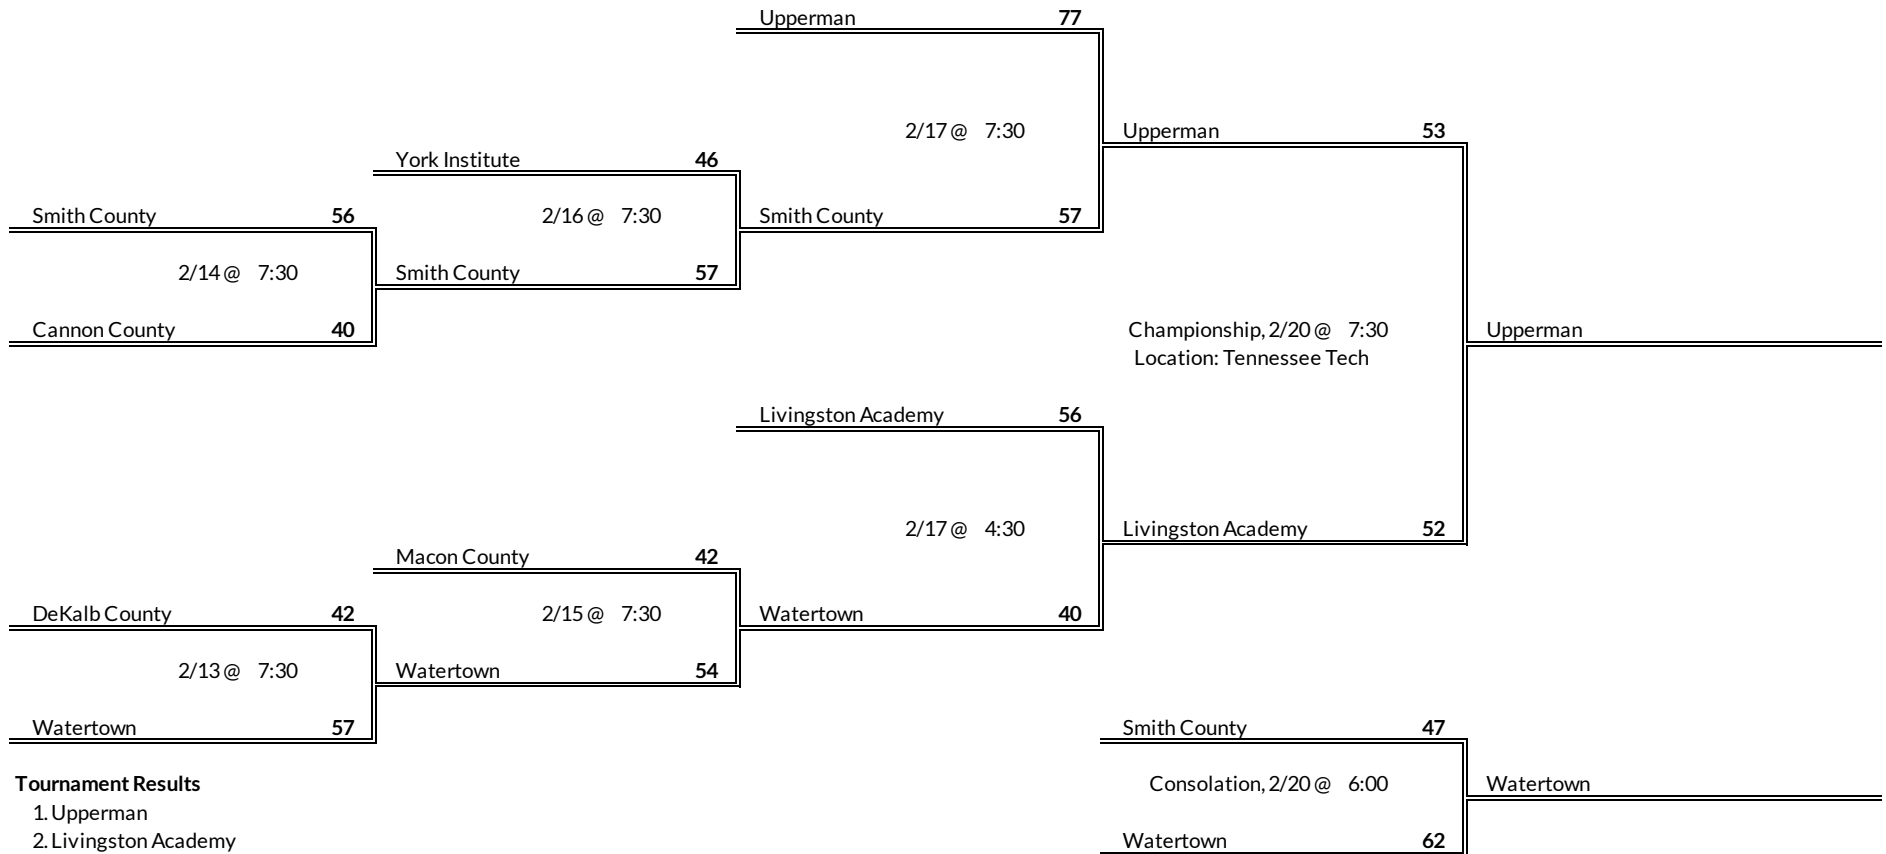 Upperman 77
2/17 @ 7:30
Upperman 53
York Institute 46
Smith County 56
2/16 @ 7:30
Smith County 57
2/14 @ 7:30
Smith County 57
Cannon County 40
Championship, 2/20 @ 7:30
Upperman
Location: Tennessee Tech
Livingston Academy 56
2/17 @ 4:30
Livingston Academy 52
Macon County 42
DeKalb County 42
2/15 @ 7:30
Watertown 40
2/13 @ 7:30
Watertown 54
Watertown 57
Smith County 47
Tournament Results
Consolation, 2/20 @ 6:00
Watertown
1. Upperman
2. Livingston Academy
Watertown 62